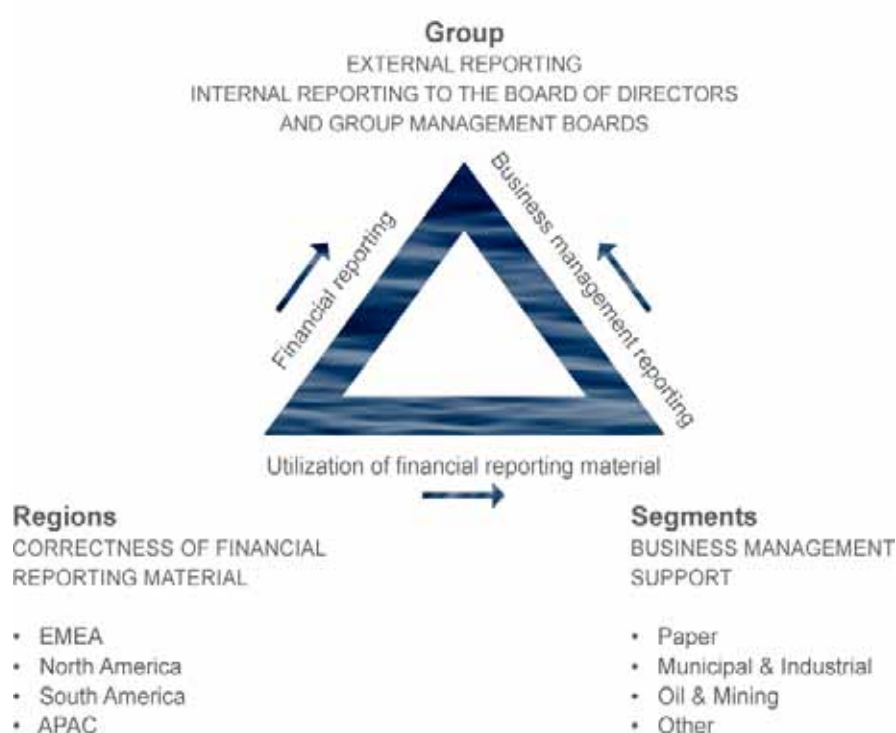 Group
EXTERNAL REPORTING
INTERNAL REPORTING TO THE BOARD OF DIRECTORS
AND GROUP MANAGEMENT BOARDS
Financial reporting
Business management reporting
Utilization of financial reporting material
Regions
CORRECTNESS OF FINANCIAL
REPORTING MATERIAL
• EMEA
• North America
• South America
• APAC
Segments
BUSINESS MANAGEMENT
SUPPORT
• Paper
• Municipal & Industrial
• Oil & Mining
• Other